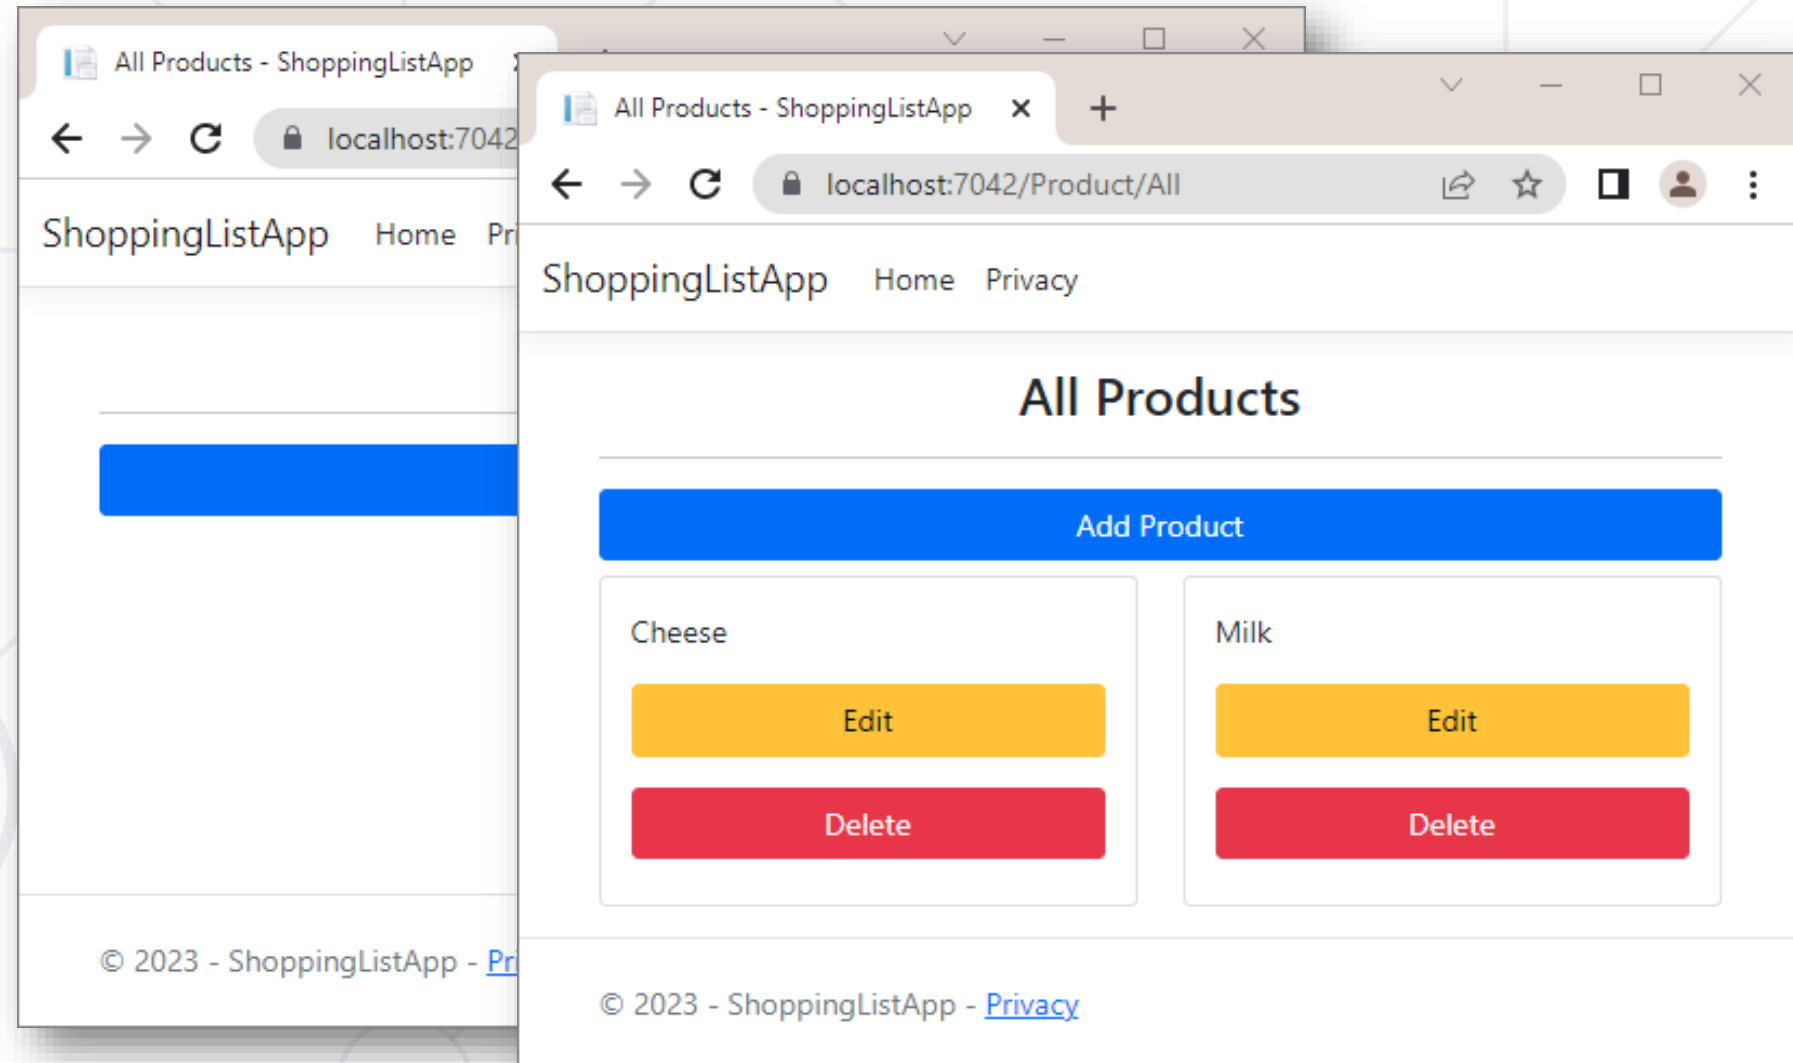 All Products - ShoppingListApp
localhost:7042
ShoppingListApp Home
© 2023 - ShoppingListApp -
All Products - ShoppingListApp
localhost:7042/Product/All
ShoppingListApp Home Privacy
All Products
Add Product
Cheese Milk
Edit Edit
Delete Delete
© 2023 - ShoppingListApp - Privacy